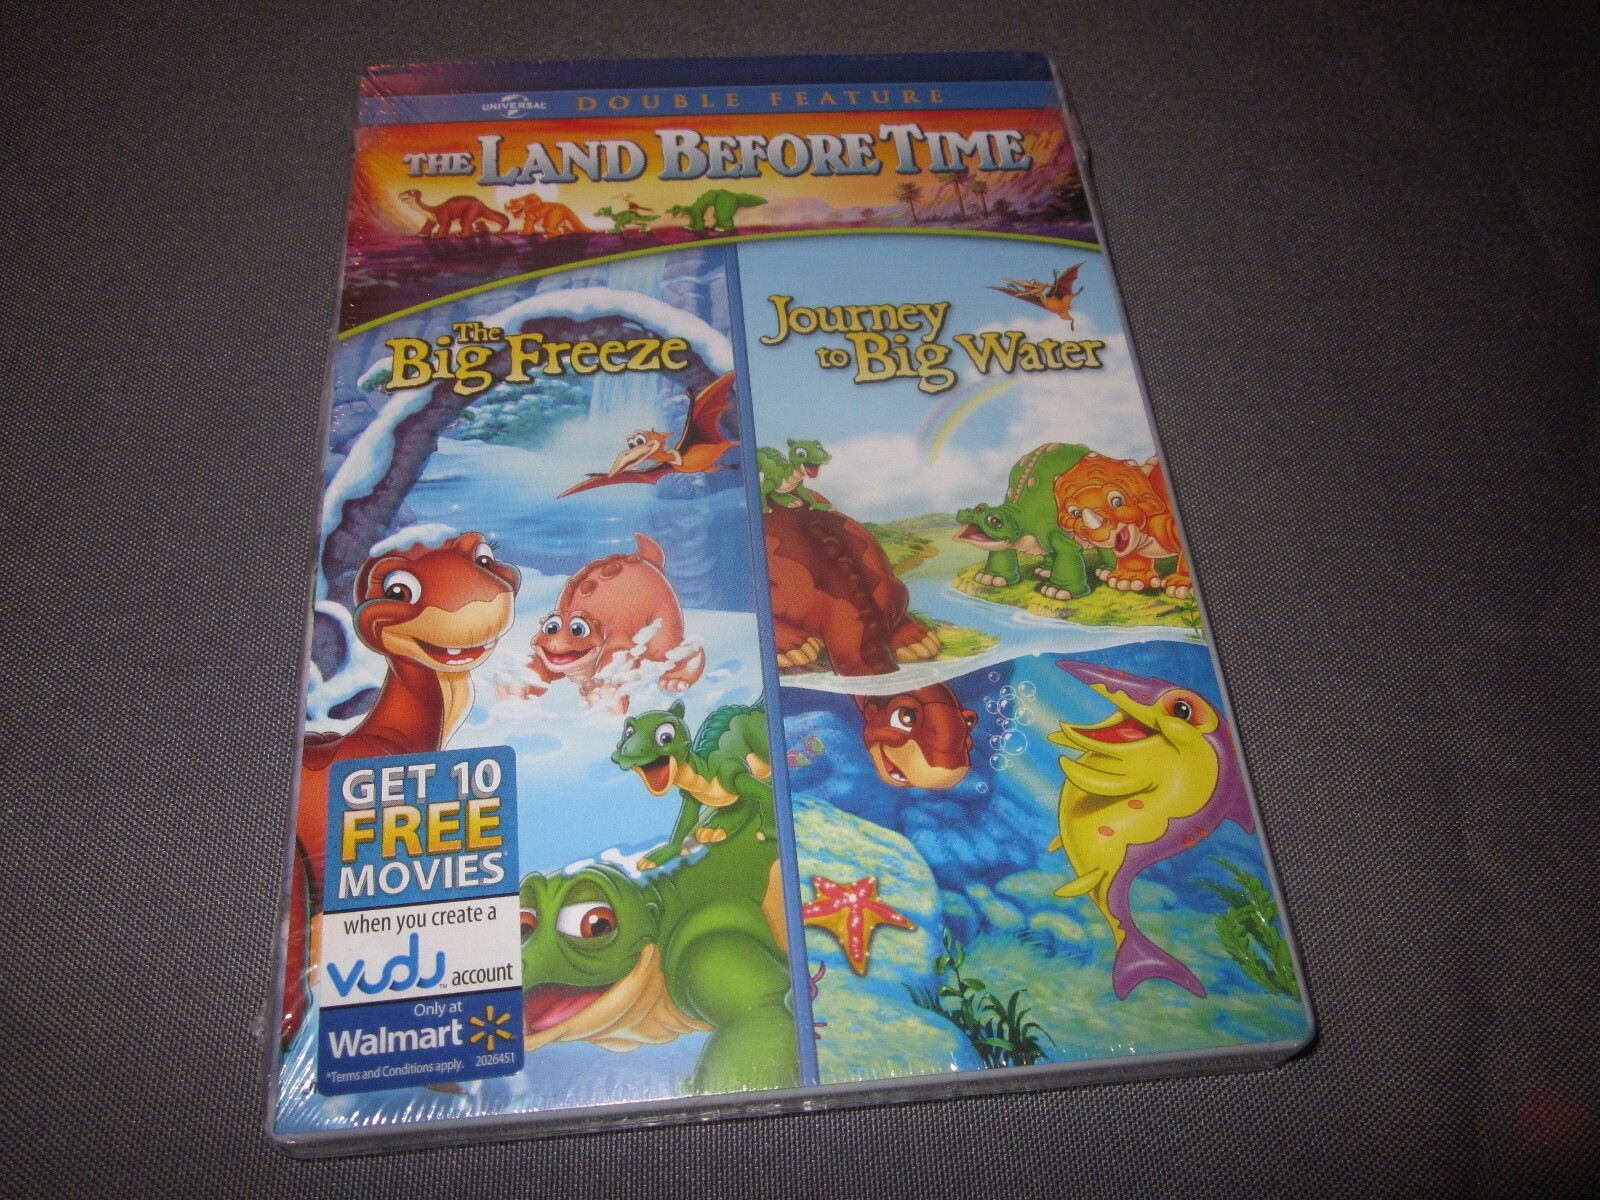 UNIVERSAL
DOUBLE FEATURE
THE LAND BEFORE TIME
The
Big Freeze
Journey
to Big Water
GET 10
FREE
MOVIES*
when you create a
vudu™ account
Only at
Walmart
*Terms and Conditions apply. 2026451